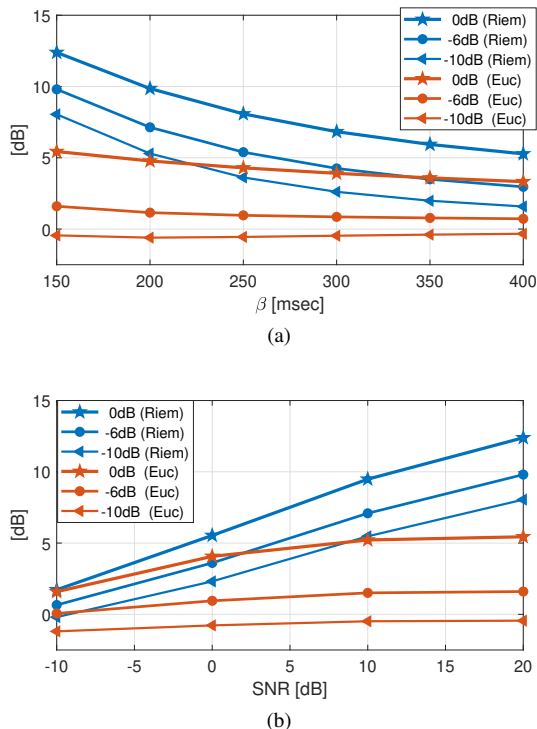 15
10
5
0
[dB]
0dB (Riem)
-6dB (Riem)
-10dB (Riem)
0dB (Euc)
-6dB (Euc)
-10dB (Euc)
150 200 250 300 350 400
β [msec]
(a)
15
10
5
0
[dB]
0dB (Riem)
-6dB (Riem)
-10dB (Riem)
0dB (Euc)
-6dB (Euc)
-10dB (Euc)
-10 -5 0 5 10 15 20
SNR [dB]
(b)